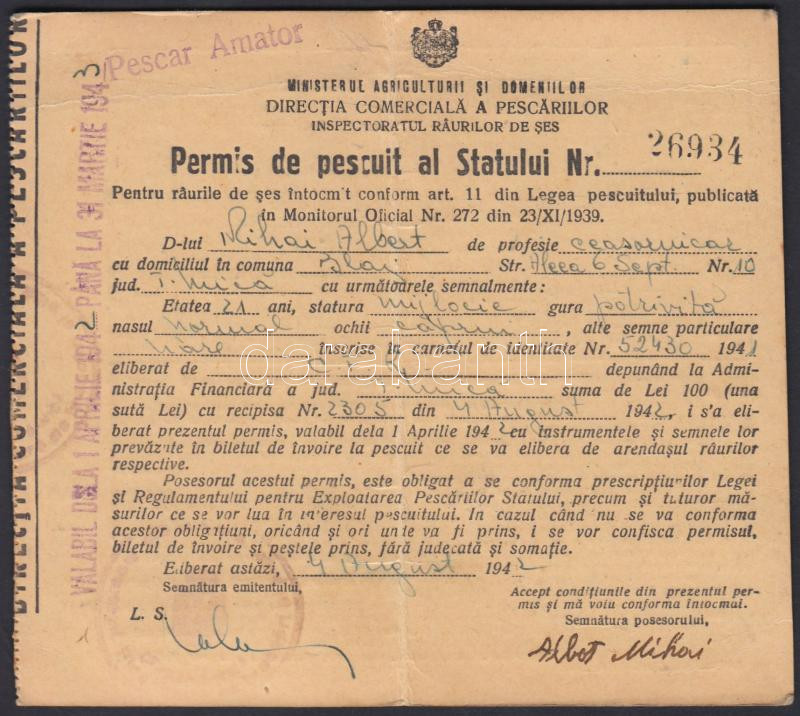 DIRECȚIA COMERCIALĂ A PESCĂRIILOR
VALABIL DELA 1 APRILIE 1942 PÂNĂ LA 31 MARTIE 1943
Pescar Amator
MINISTERUL AGRICULTURII ȘI DOMENIILOR
DIRECȚIA COMERCIALĂ A PESCĂRIILOR
INSPECTORATUL RÂURILOR DE ȘES
Permis de pescuit al Statului Nr. 26934
Pentru râurile de șes întocmit conform art. 11 din Legea pescuitului, publicată
în Monitorul Oficial Nr. 272 din 23/XI/1939.
D-lui Mihai Albert de profesie ceasornicar
cu domiciliul în comuna Blaj Str. Aleea 6 Sept. Nr. 10
jud. T. Mică cu următoarele semnalmente:
Etatea 21 ani, statura mijlocie gura potrivită
nasul normal ochii căprui, alte semne particulare
n'are înscrise în carnetul de identitate Nr. 52430 1941
eliberat de depunând la Admi-
nistrația Financiară a jud. T. Mică suma de Lei 100 (una
sută Lei) cu recipisa Nr. 2305 din 4 August 1942, i s'a eli-
berat prezentul permis, valabil dela 1 Aprilie 1942 cu instrumentele și semnele lor
prevăzute în biletul de învoire la pescuit ce se va elibera de arendașul râurilor
respective.
Posesorul acestui permis, este obligat a se conforma prescripțiunilor Legei
și Regulamentului pentru Exploatarea Pescăriilor Statului, precum și tuturor mă-
surilor ce se vor lua în interesul pescuitului. In cazul când nu se va conforma
acestor obligațiuni, oricând și ori unde va fi prins, i se vor confisca permisul,
biletul de învoire și peștele prins, fără judecată și somație.
Eliberat astăzi, 4 August 1942
Semnătura emitentului,
L. S.
Accept condițiunile din prezentul per-
mis și mă voiu conforma întocmai.
Semnătura posesorului,
Albet Mihai
darabanth